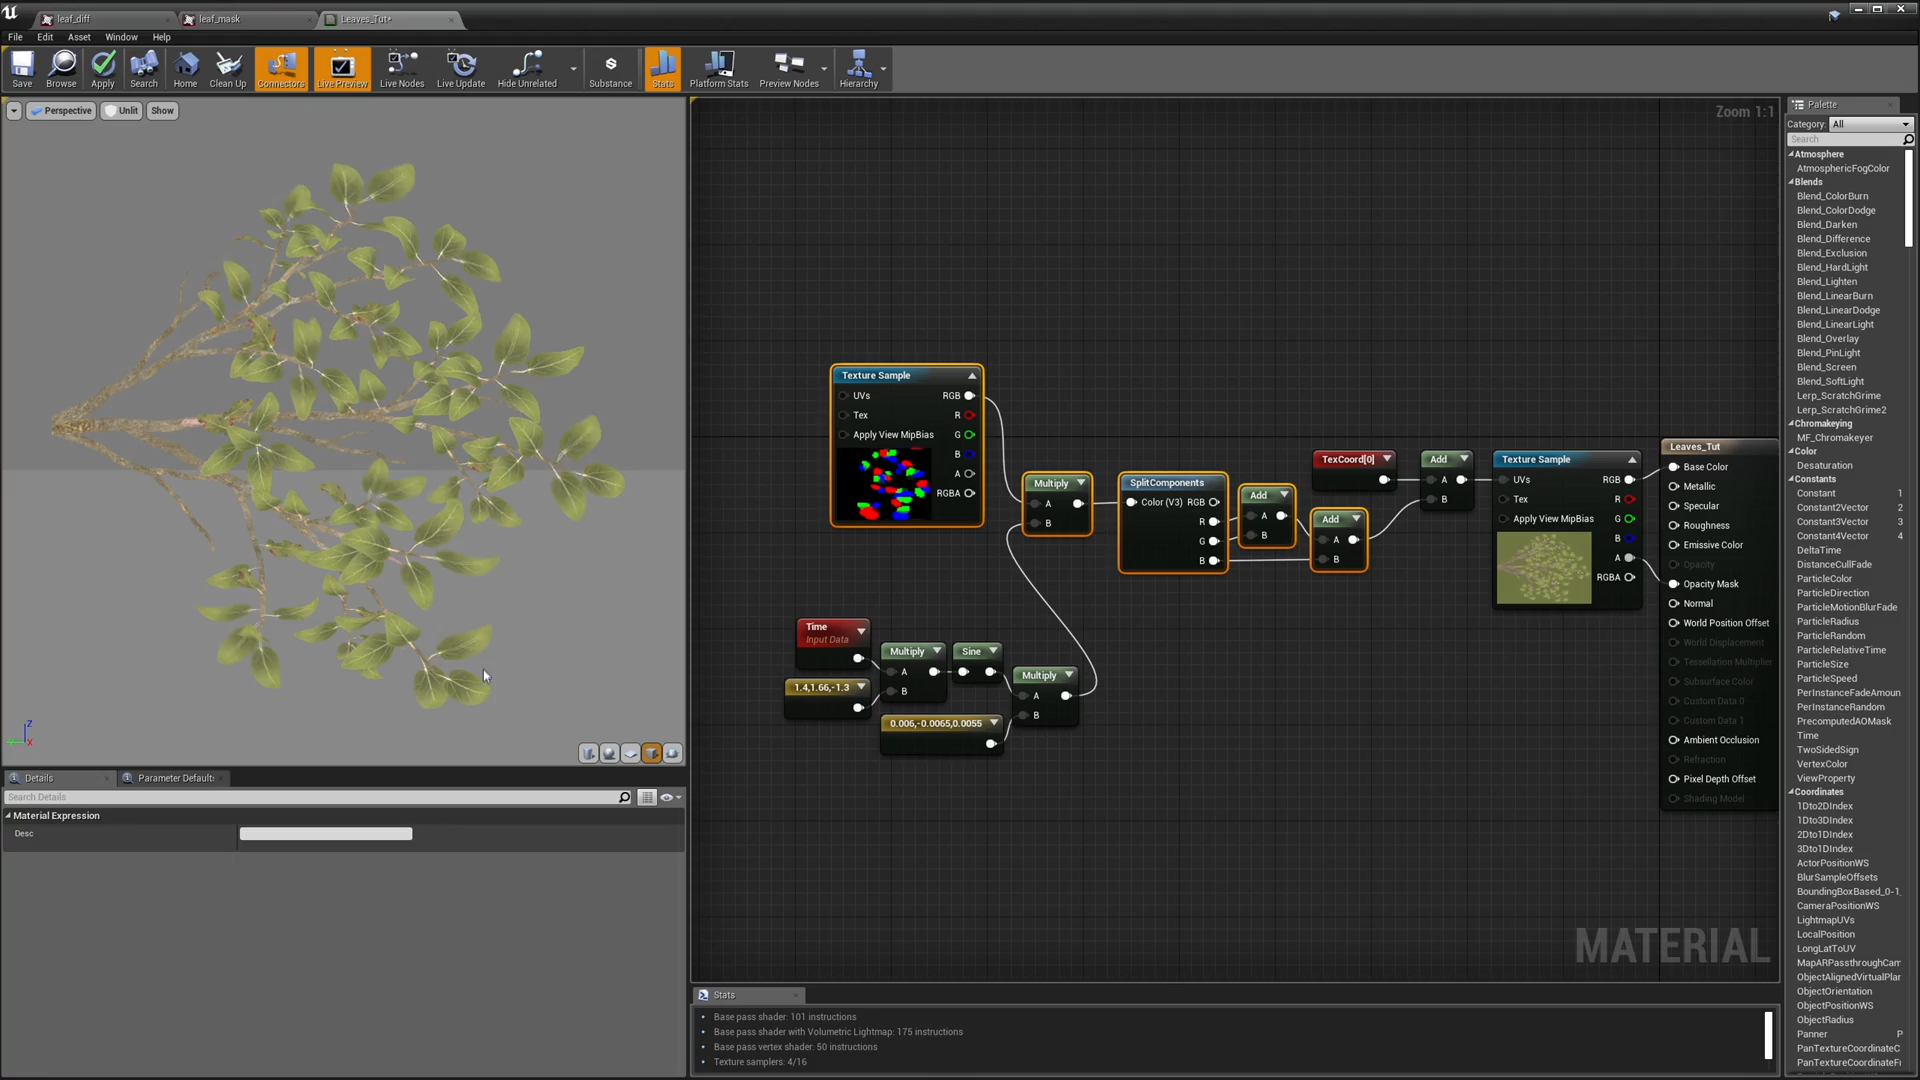 leaf_diff
leaf_mask
Leaves_Tut*
File Edit Asset Window Help
Save Browse Apply Search Home Clean Up Connectors Live Preview Live Nodes Live Update Hide Unrelated Substance Stats Platform Stats Preview Nodes Hierarchy
Perspective Unlit Show
Zoom 1:1
Texture Sample
UVs RGB
Tex R
Apply View MipBias G
B
A
RGBA
Multiply
A
B
SplitComponents
Color (V3) RGB
R
G
B
Add
A
B
Add
A
B
TexCoord[0]
Add
A
B
Texture Sample
UVs RGB
Tex R
Apply View MipBias G
B
A
RGBA
Leaves_Tut
Base Color
Metallic
Specular
Roughness
Emissive Color
Opacity
Opacity Mask
Normal
World Position Offset
World Displacement
Tessellation Multiplier
Subsurface Color
Custom Data 0
Custom Data 1
Ambient Occlusion
Refraction
Pixel Depth Offset
Shading Model
Time
Input Data
1.4,1.66,-1.3
Multiply
A
B
Sine
0.006,-0.0065,0.0055
Multiply
A
B
MATERIAL
Z
X
Details
Parameter Defaults
Search Details
Material Expression
Desc
Stats
Base pass shader: 101 instructions
Base pass shader with Volumetric Lightmap: 175 instructions
Base pass vertex shader: 50 instructions
Texture samplers: 4/16
Palette
Category: All
Search
Atmosphere
AtmosphericFogColor
Blends
Blend_ColorBurn
Blend_ColorDodge
Blend_Darken
Blend_Difference
Blend_Exclusion
Blend_HardLight
Blend_Lighten
Blend_LinearBurn
Blend_LinearDodge
Blend_LinearLight
Blend_Overlay
Blend_PinLight
Blend_Screen
Blend_SoftLight
Lerp_ScratchGrime
Lerp_ScratchGrime2
Chromakeying
MF_Chromakeyer
Color
Desaturation
Constants
Constant 1
Constant2Vector 2
Constant3Vector 3
Constant4Vector 4
DeltaTime
DistanceCullFade
ParticleColor
ParticleDirection
ParticleMotionBlurFade
ParticleRadius
ParticleRandom
ParticleRelativeTime
ParticleSize
ParticleSpeed
PerInstanceFadeAmoun
PerInstanceRandom
PrecomputedAOMask
Time
TwoSidedSign
VertexColor
ViewProperty
Coordinates
1Dto2DIndex
1Dto3DIndex
2Dto1DIndex
3Dto1DIndex
ActorPositionWS
BlurSampleOffsets
BoundingBoxBased_0-1_
CameraPositionWS
LightmapUVs
LocalPosition
LongLatToUV
MapARPassthroughCam
ObjectAlignedVirtualPlan
ObjectOrientation
ObjectPositionWS
ObjectRadius
Panner P
PanTextureCoordinateC
PanTextureCoordinateFr